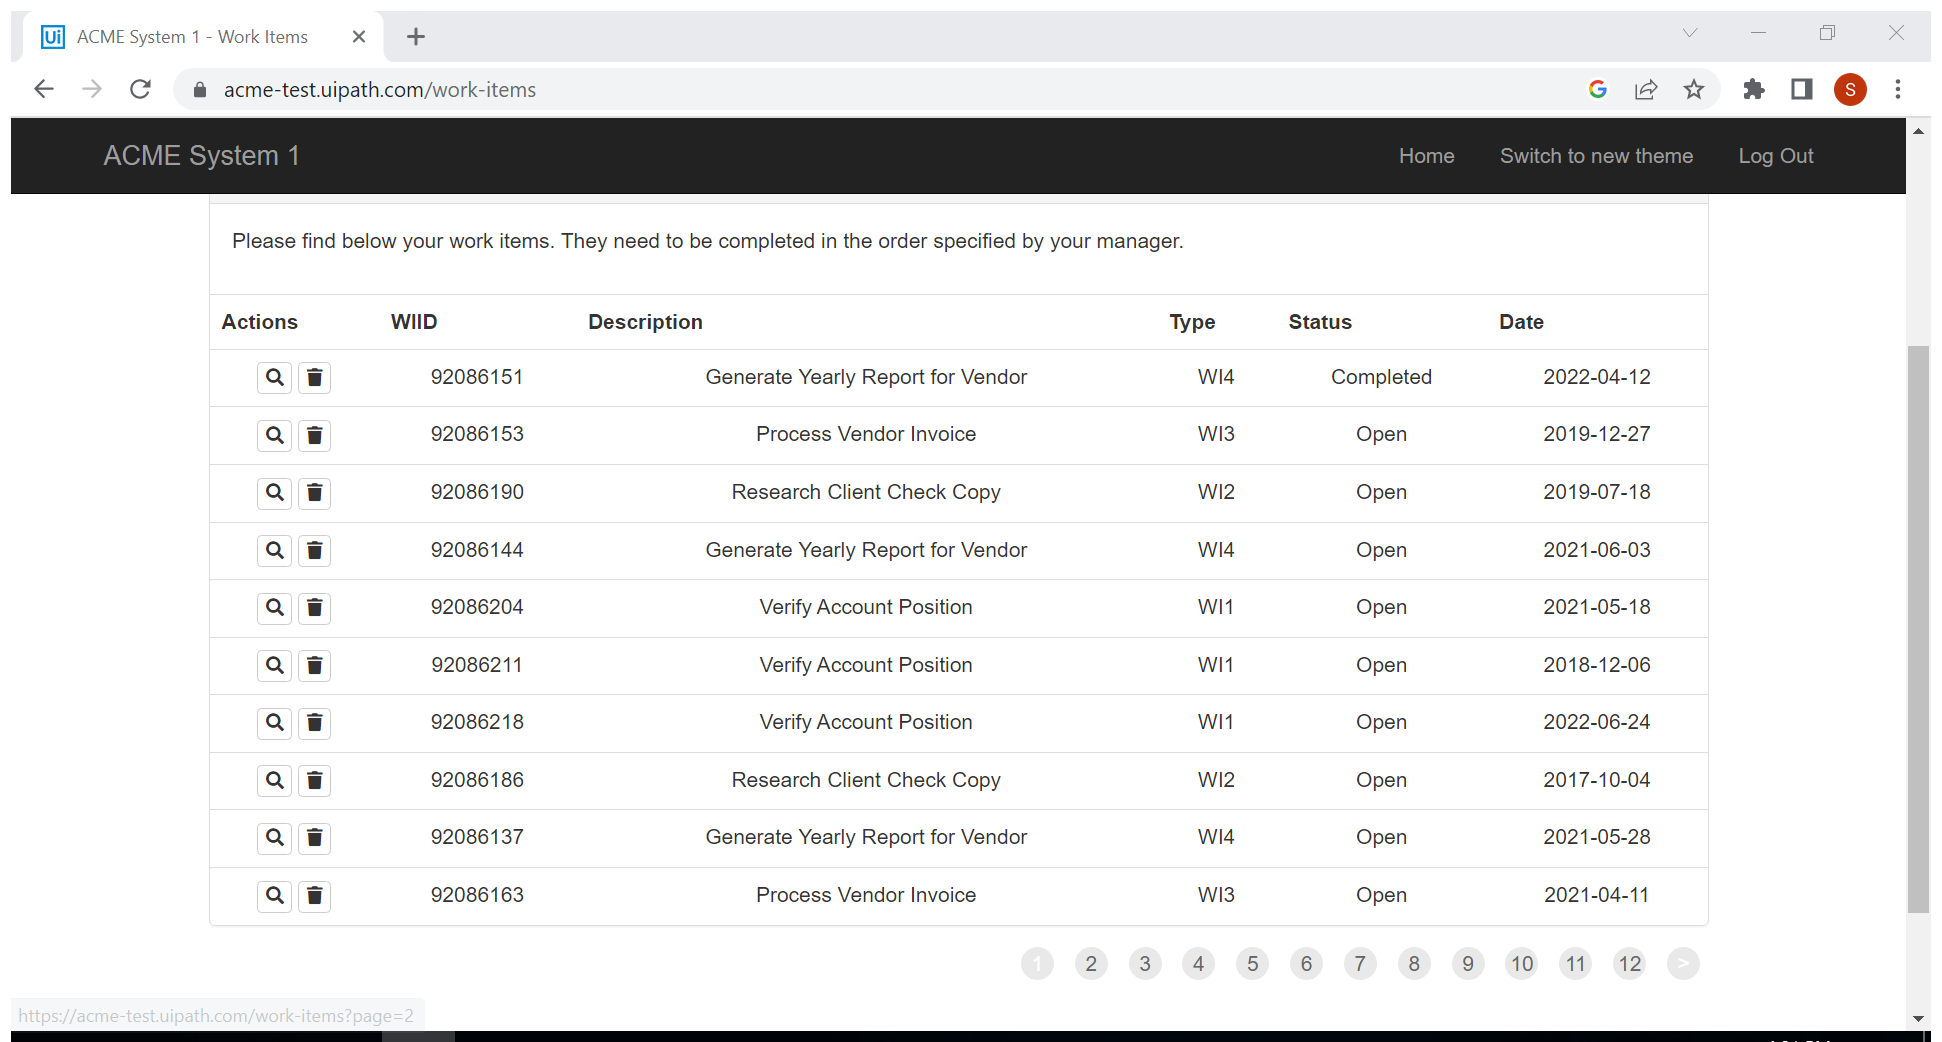 ACME System 1 - Work Items
acme-test.uipath.com/work-items
S
ACME System 1 Home Switch to new theme Log Out
Please find below your work items. They need to be completed in the order specified by your manager.
Actions WIID Description Type Status Date
92086151 Generate Yearly Report for Vendor WI4 Completed 2022-04-12
92086153 Process Vendor Invoice WI3 Open 2019-12-27
92086190 Research Client Check Copy WI2 Open 2019-07-18
92086144 Generate Yearly Report for Vendor WI4 Open 2021-06-03
92086204 Verify Account Position WI1 Open 2021-05-18
92086211 Verify Account Position WI1 Open 2018-12-06
92086218 Verify Account Position WI1 Open 2022-06-24
92086186 Research Client Check Copy WI2 Open 2017-10-04
92086137 Generate Yearly Report for Vendor WI4 Open 2021-05-28
92086163 Process Vendor Invoice WI3 Open 2021-04-11
1 2 3 4 5 6 7 8 9 10 11 12 >
https://acme-test.uipath.com/work-items?page=2